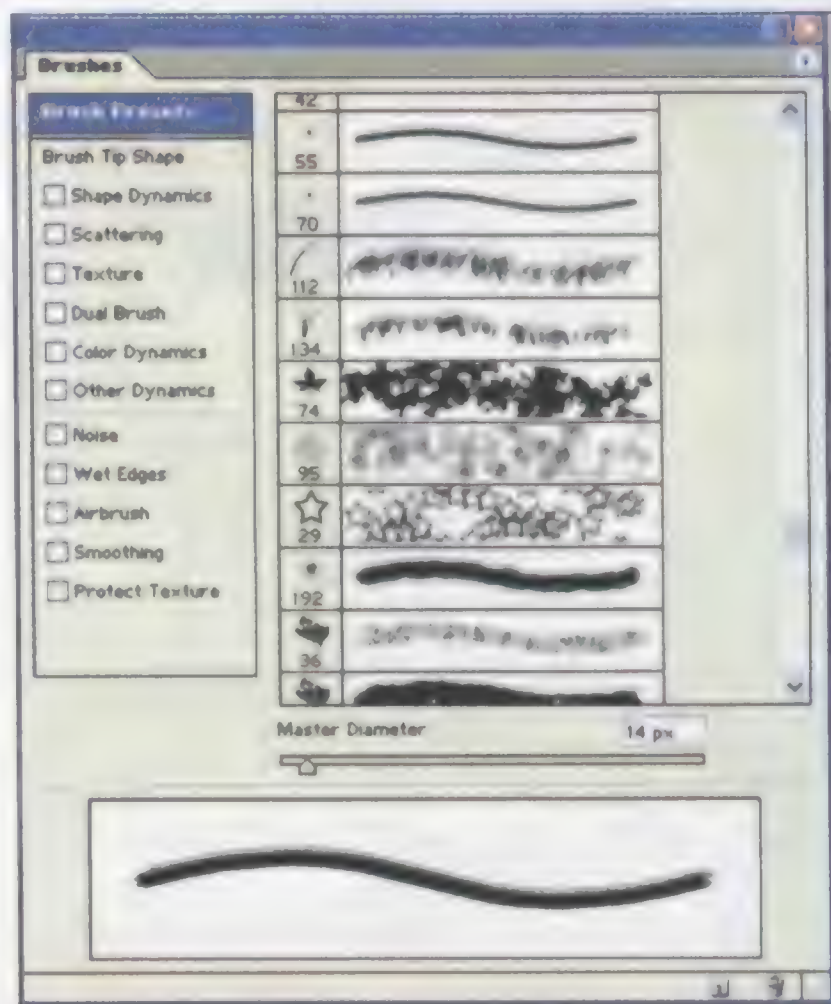 Brushes
Brush Presets
Brush Tip Shape
Shape Dynamics
Scattering
Texture
Dual Brush
Color Dynamics
Other Dynamics
Noise
Wet Edges
Airbrush
Smoothing
Protect Texture
42
55
70
112
134
74
95
29
192
36
Master Diameter
14 px